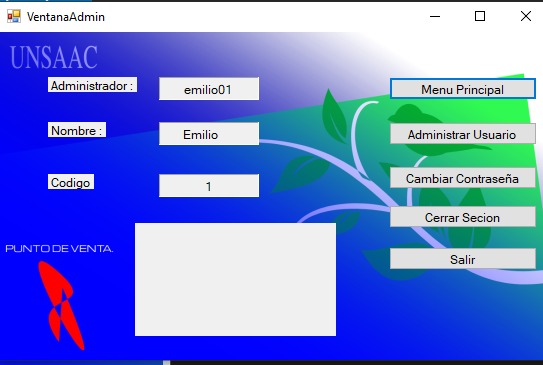 VentanaAdmin
UNSAAC
Administrador :
emilio01
Menu Principal
Nombre :
Emilio
Administrar Usuario
Codigo
1
Cambiar Contraseña
Cerrar Secion
PUNTO DE VENTA.
Salir